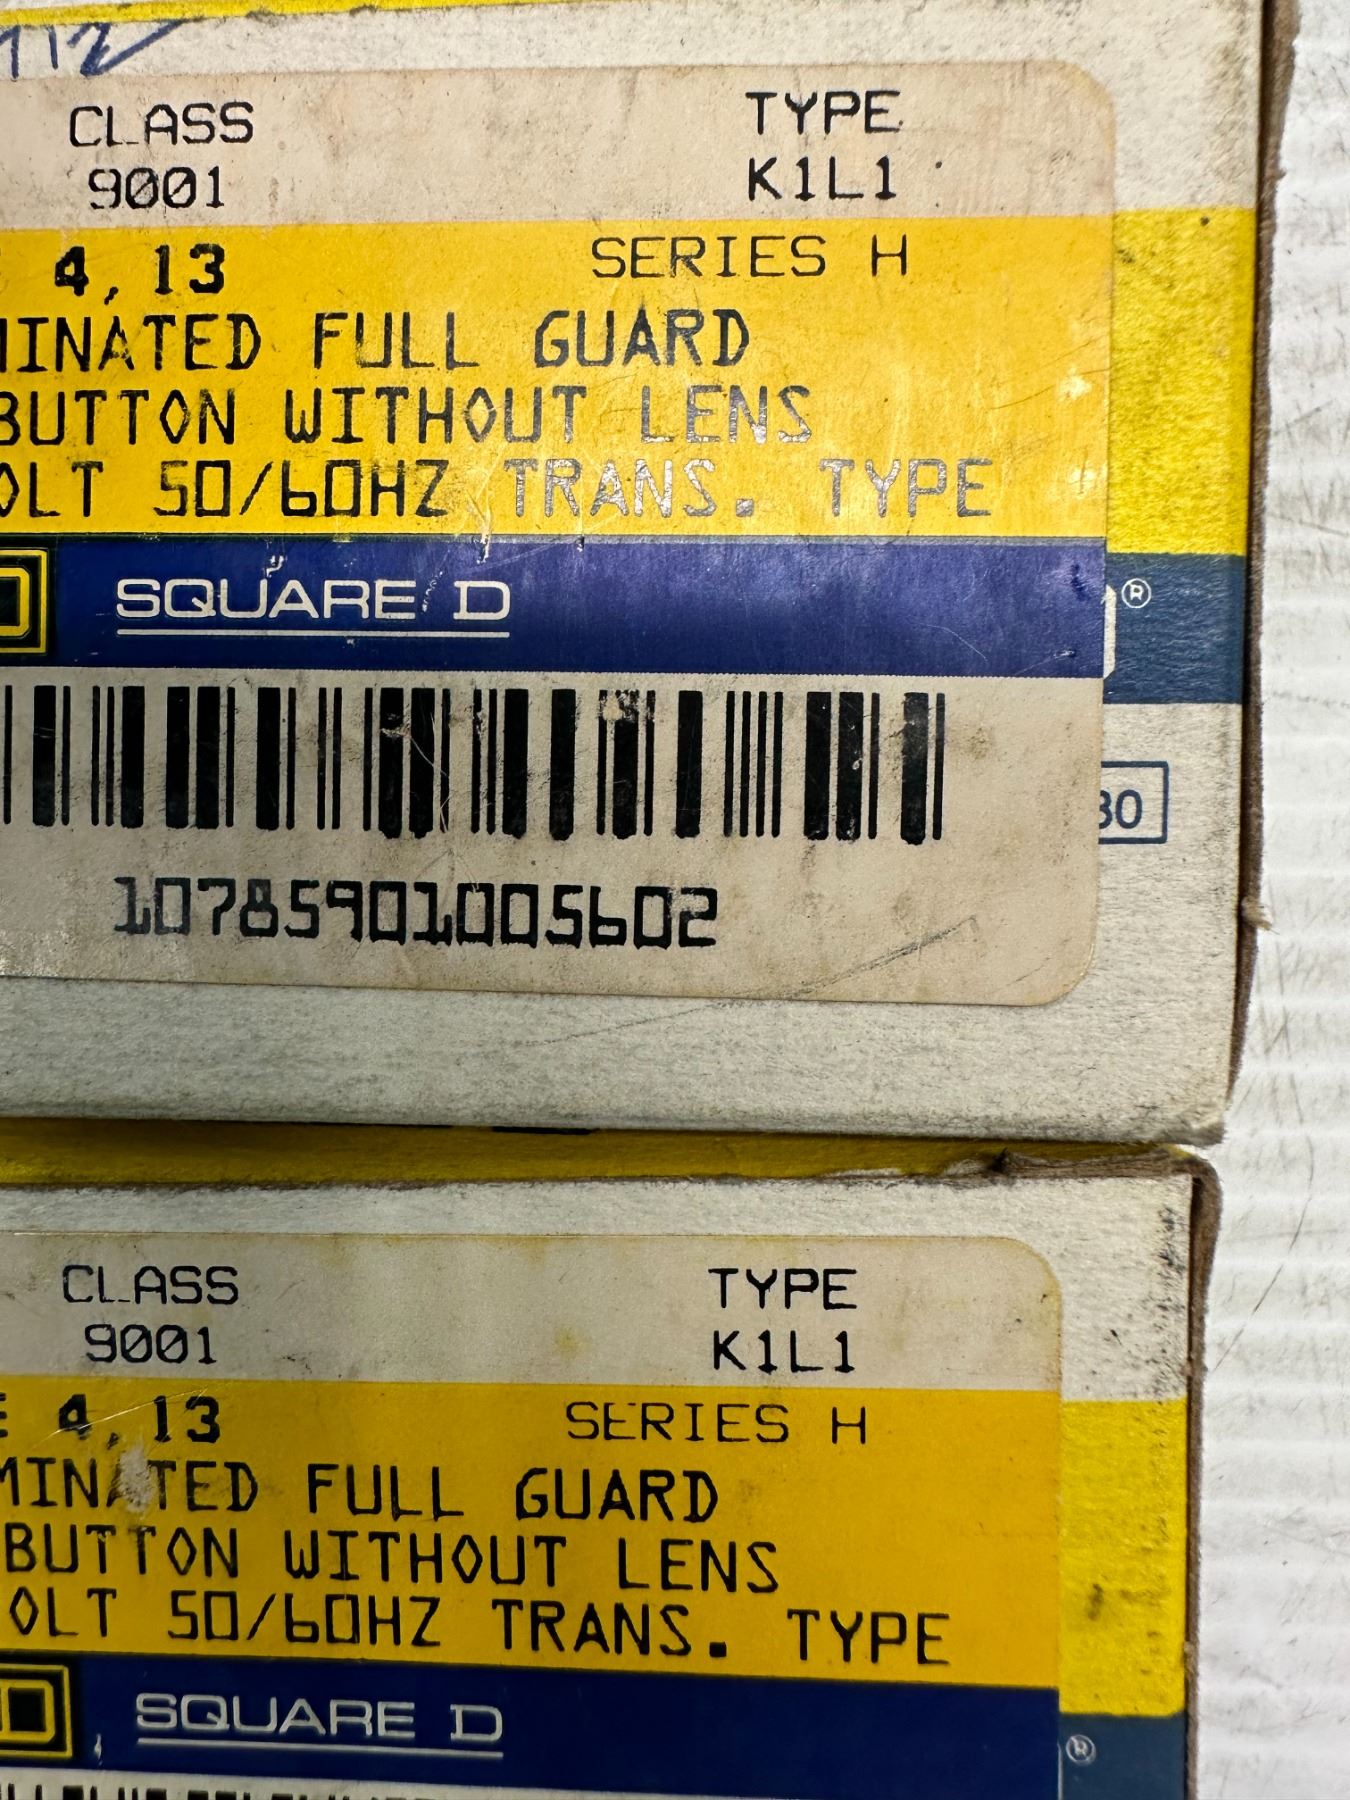 CLASS TYPE
9001 K1L1
4,13 SERIES H
MINATED FULL GUARD
BUTTON WITHOUT LENS
OLT 50/60HZ TRANS. TYPE
D SQUARE D ®
30
10785901005602
CLASS TYPE
9001 K1L1
E 4,13 SERIES H
MINATED FULL GUARD
BUTTON WITHOUT LENS
OLT 50/60HZ TRANS. TYPE
D SQUARE D ®